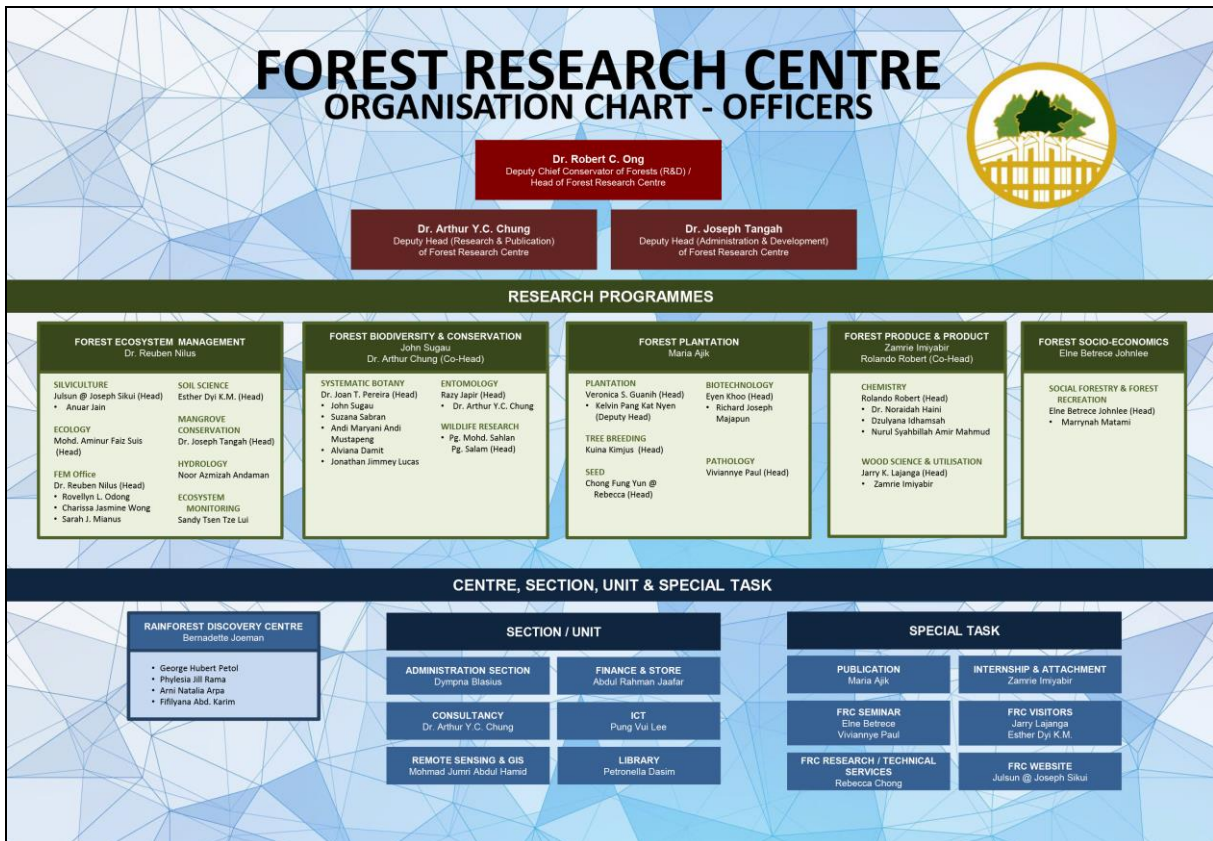 FOREST RESEARCH CENTRE
ORGANISATION CHART - OFFICERS
Dr. Robert C. Ong
Deputy Chief Conservator of Forests (R&D) /
Head of Forest Research Centre
Dr. Arthur Y.C. Chung
Deputy Head (Research & Publication)
of Forest Research Centre
Dr. Joseph Tangah
Deputy Head (Administration & Development)
of Forest Research Centre
RESEARCH PROGRAMMES
FOREST ECOSYSTEM MANAGEMENT
Dr. Reuben Nilus
SILVICULTURE
Julsun @ Joseph Sikui (Head)
• Anuar Jain
ECOLOGY
Mohd. Aminur Faiz Suis
(Head)
FEM Office
Dr. Reuben Nilus (Head)
• Rovellyn L. Odong
• Charissa Jasmine Wong
• Sarah J. Mianus
SOIL SCIENCE
Esther Dyi K.M. (Head)
MANGROVE
CONSERVATION
Dr. Joseph Tangah (Head)
HYDROLOGY
Noor Azmizah Andaman
ECOSYSTEM
MONITORING
Sandy Tsen Tze Lui
FOREST BIODIVERSITY & CONSERVATION
John Sugau
Dr. Arthur Chung (Co-Head)
SYSTEMATIC BOTANY
Dr. Joan T. Pereira (Head)
• John Sugau
• Suzana Sabran
• Andi Maryani Andi
Mustapeng
• Alviana Damit
• Jonathan Jimmey Lucas
ENTOMOLOGY
Razy Japir (Head)
• Dr. Arthur Y.C. Chung
WILDLIFE RESEARCH
• Pg. Mohd. Sahlan
Pg. Salam (Head)
FOREST PLANTATION
Maria Ajik
PLANTATION
Veronica S. Guanih (Head)
• Kelvin Pang Kat Nyen
(Deputy Head)
TREE BREEDING
Kuina Kimjus (Head)
SEED
Chong Fung Yun @
Rebecca (Head)
BIOTECHNOLOGY
Eyen Khoo (Head)
• Richard Joseph
Majapun
PATHOLOGY
Viviannye Paul (Head)
FOREST PRODUCE & PRODUCT
Zamrie Imiyabir
Rolando Robert (Co-Head)
CHEMISTRY
Rolando Robert (Head)
• Dr. Noraidah Haini
• Dzulyana Idhamsah
• Nurul Syahbillah Amir Mahmud
WOOD SCIENCE & UTILISATION
Jarry K. Lajanga (Head)
• Zamrie Imiyabir
FOREST SOCIO-ECONOMICS
Elne Betrece Johnlee
SOCIAL FORESTRY & FOREST
RECREATION
Elne Betrece Johnlee (Head)
• Marrynah Matami
CENTRE, SECTION, UNIT & SPECIAL TASK
RAINFOREST DISCOVERY CENTRE
Bernadette Joeman
• George Hubert Petol
• Phylesia Jill Rama
• Arni Natalia Arpa
• Fifilyana Abd. Karim
SECTION / UNIT
ADMINISTRATION SECTION
Dympna Blasius
FINANCE & STORE
Abdul Rahman Jaafar
CONSULTANCY
Dr. Arthur Y.C. Chung
ICT
Pung Vui Lee
REMOTE SENSING & GIS
Mohmad Jumri Abdul Hamid
LIBRARY
Petronella Dasim
SPECIAL TASK
PUBLICATION
Maria Ajik
INTERNSHIP & ATTACHMENT
Zamrie Imiyabir
FRC SEMINAR
Elne Betrece
Viviannye Paul
FRC VISITORS
Jarry Lajanga
Esther Dyi K.M.
FRC RESEARCH / TECHNICAL
SERVICES
Rebecca Chong
FRC WEBSITE
Julsun @ Joseph Sikui